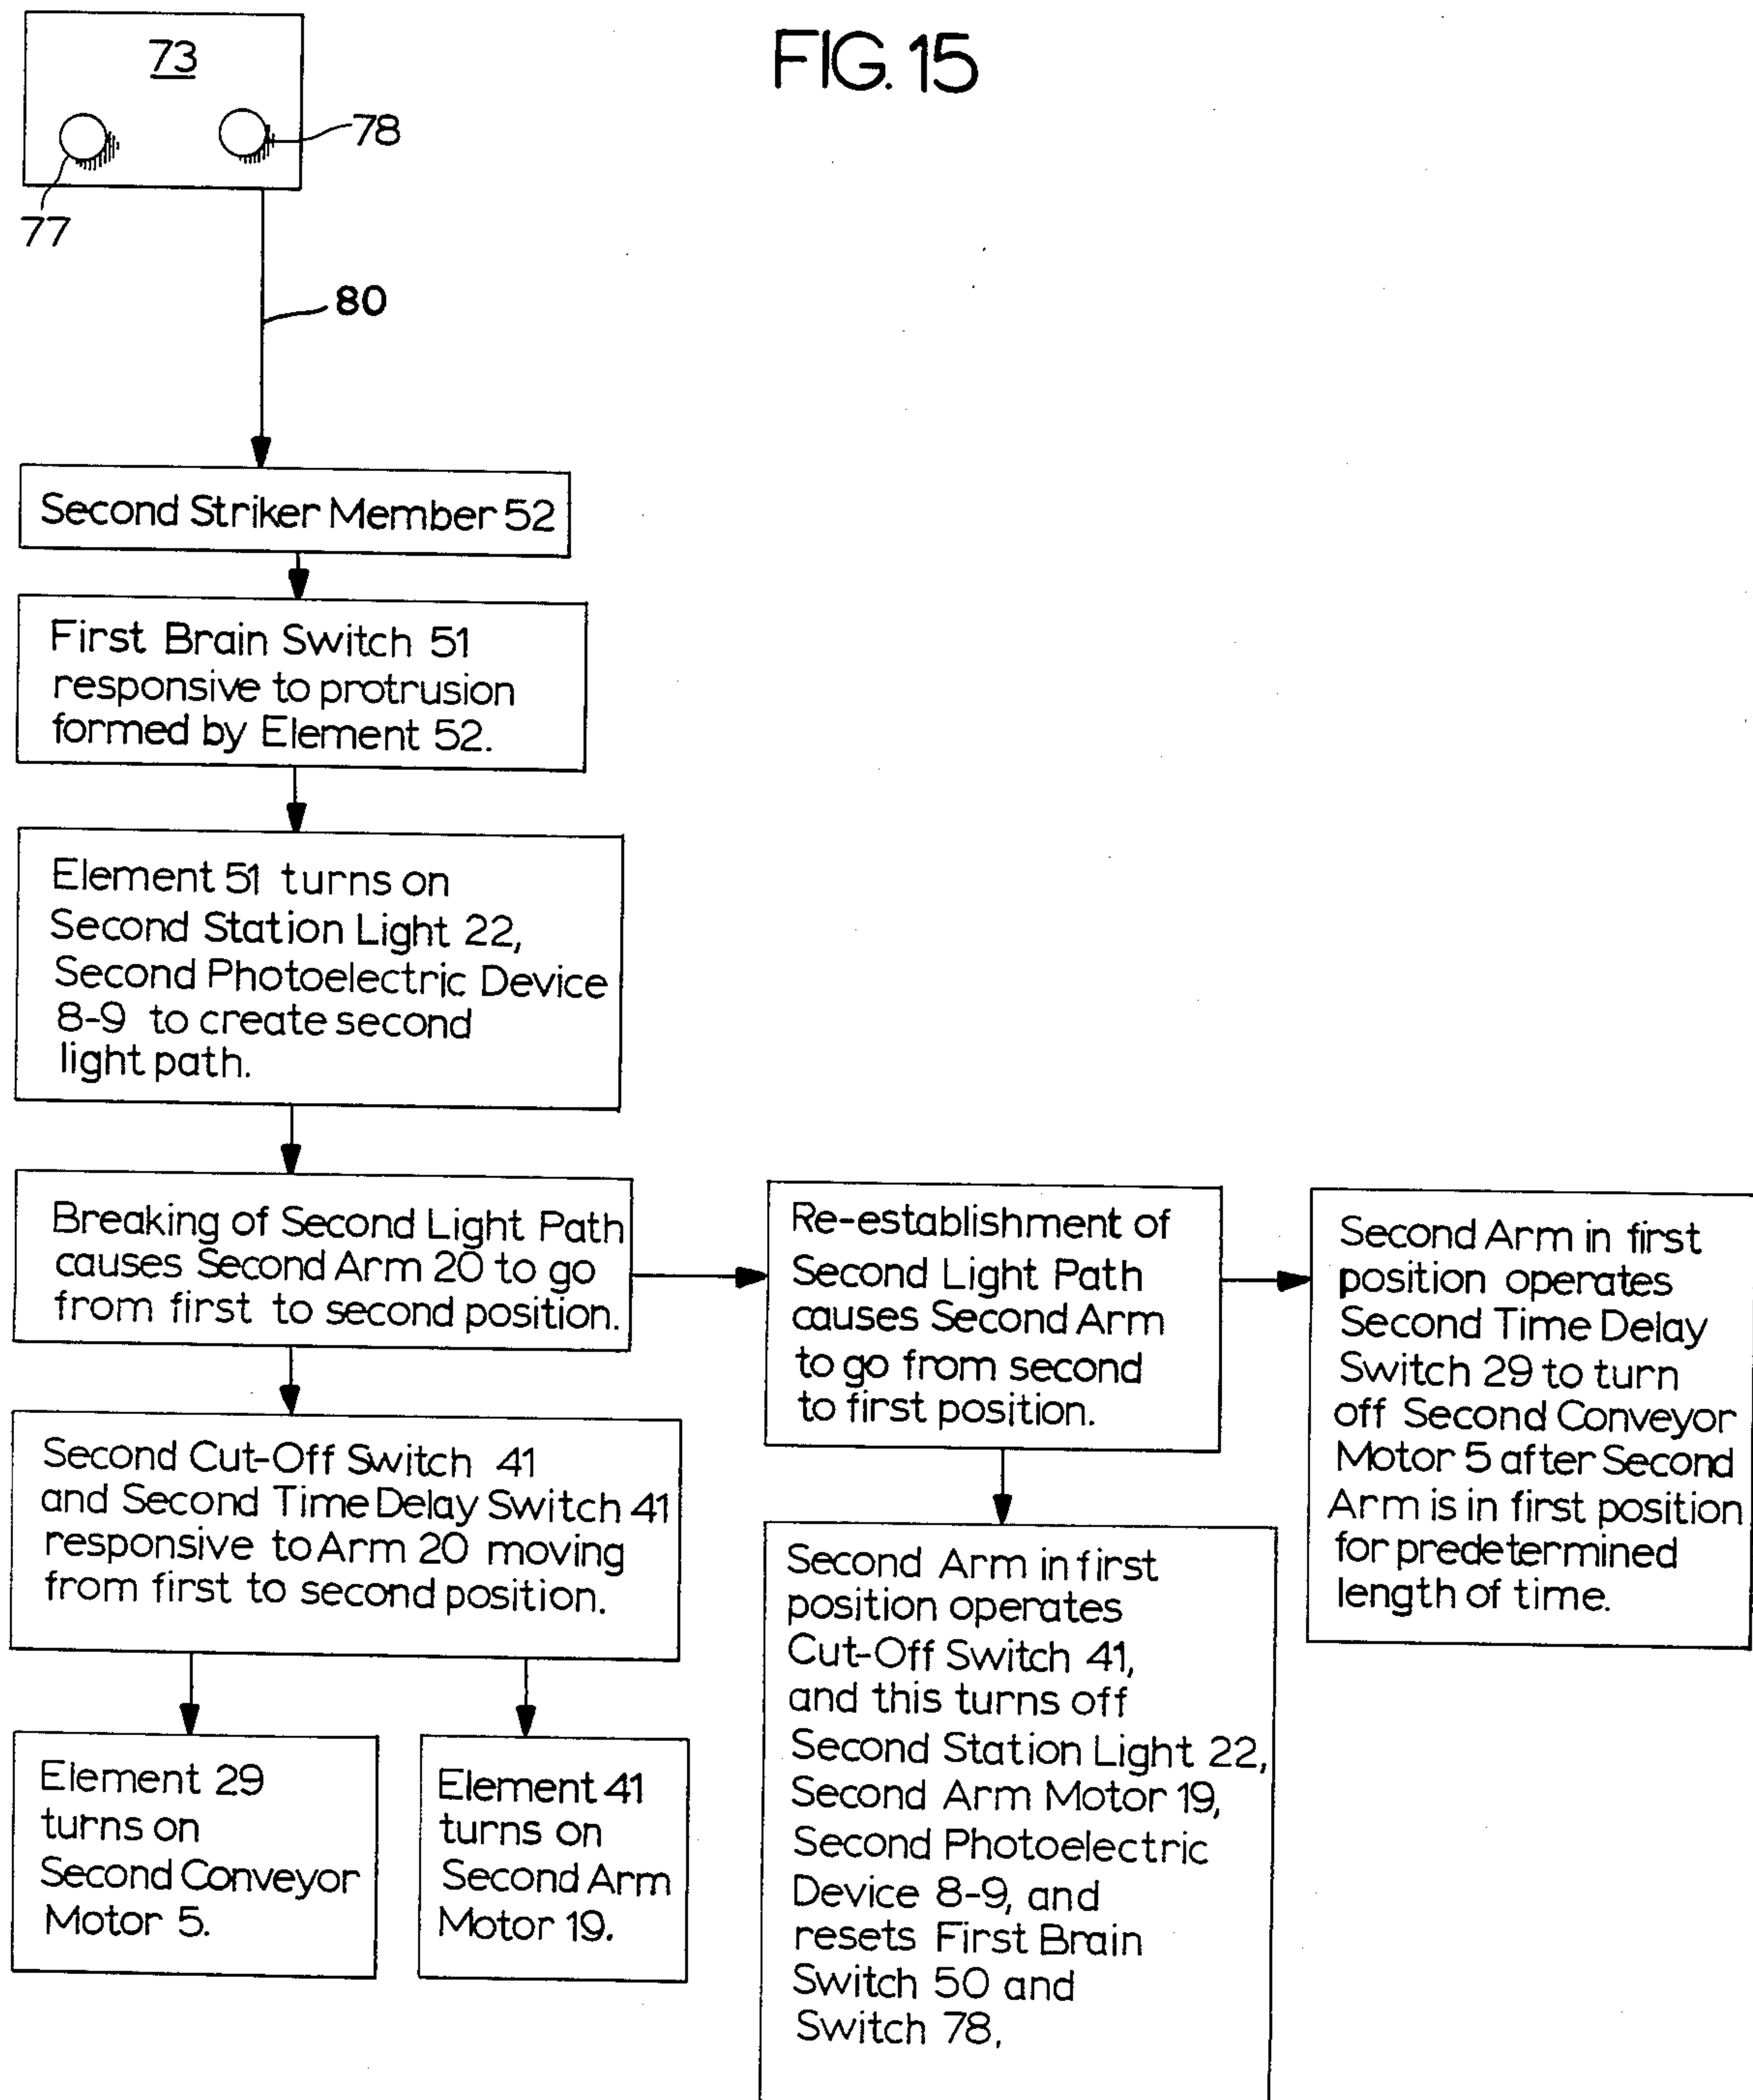 FIG. 15
73
78
77
80
Second Striker Member 52
First Brain Switch 51
responsive to protrusion
formed by Element 52.
Element 51 turns on
Second Station Light 22,
Second Photoelectric Device
8-9 to create second
light path.
Breaking of Second Light Path
causes Second Arm 20 to go
from first to second position.
Re-establishment of
Second Light Path
causes Second Arm
to go from second
to first position.
Second Arm in first
position operates
Second Time Delay
Switch 29 to turn
off Second Conveyor
Motor 5 after Second
Arm is in first position
for predetermined
length of time.
Second Cut-Off Switch 41
and Second Time Delay Switch 41
responsive to Arm 20 moving
from first to second position.
Second Arm in first
position operates
Cut-Off Switch 41,
and this turns off
Second Station Light 22,
Second Arm Motor 19,
Second Photoelectric
Device 8-9, and
resets First Brain
Switch 50 and
Switch 78,
Element 29
turns on
Second Conveyor
Motor 5.
Element 41
turns on
Second Arm
Motor 19.